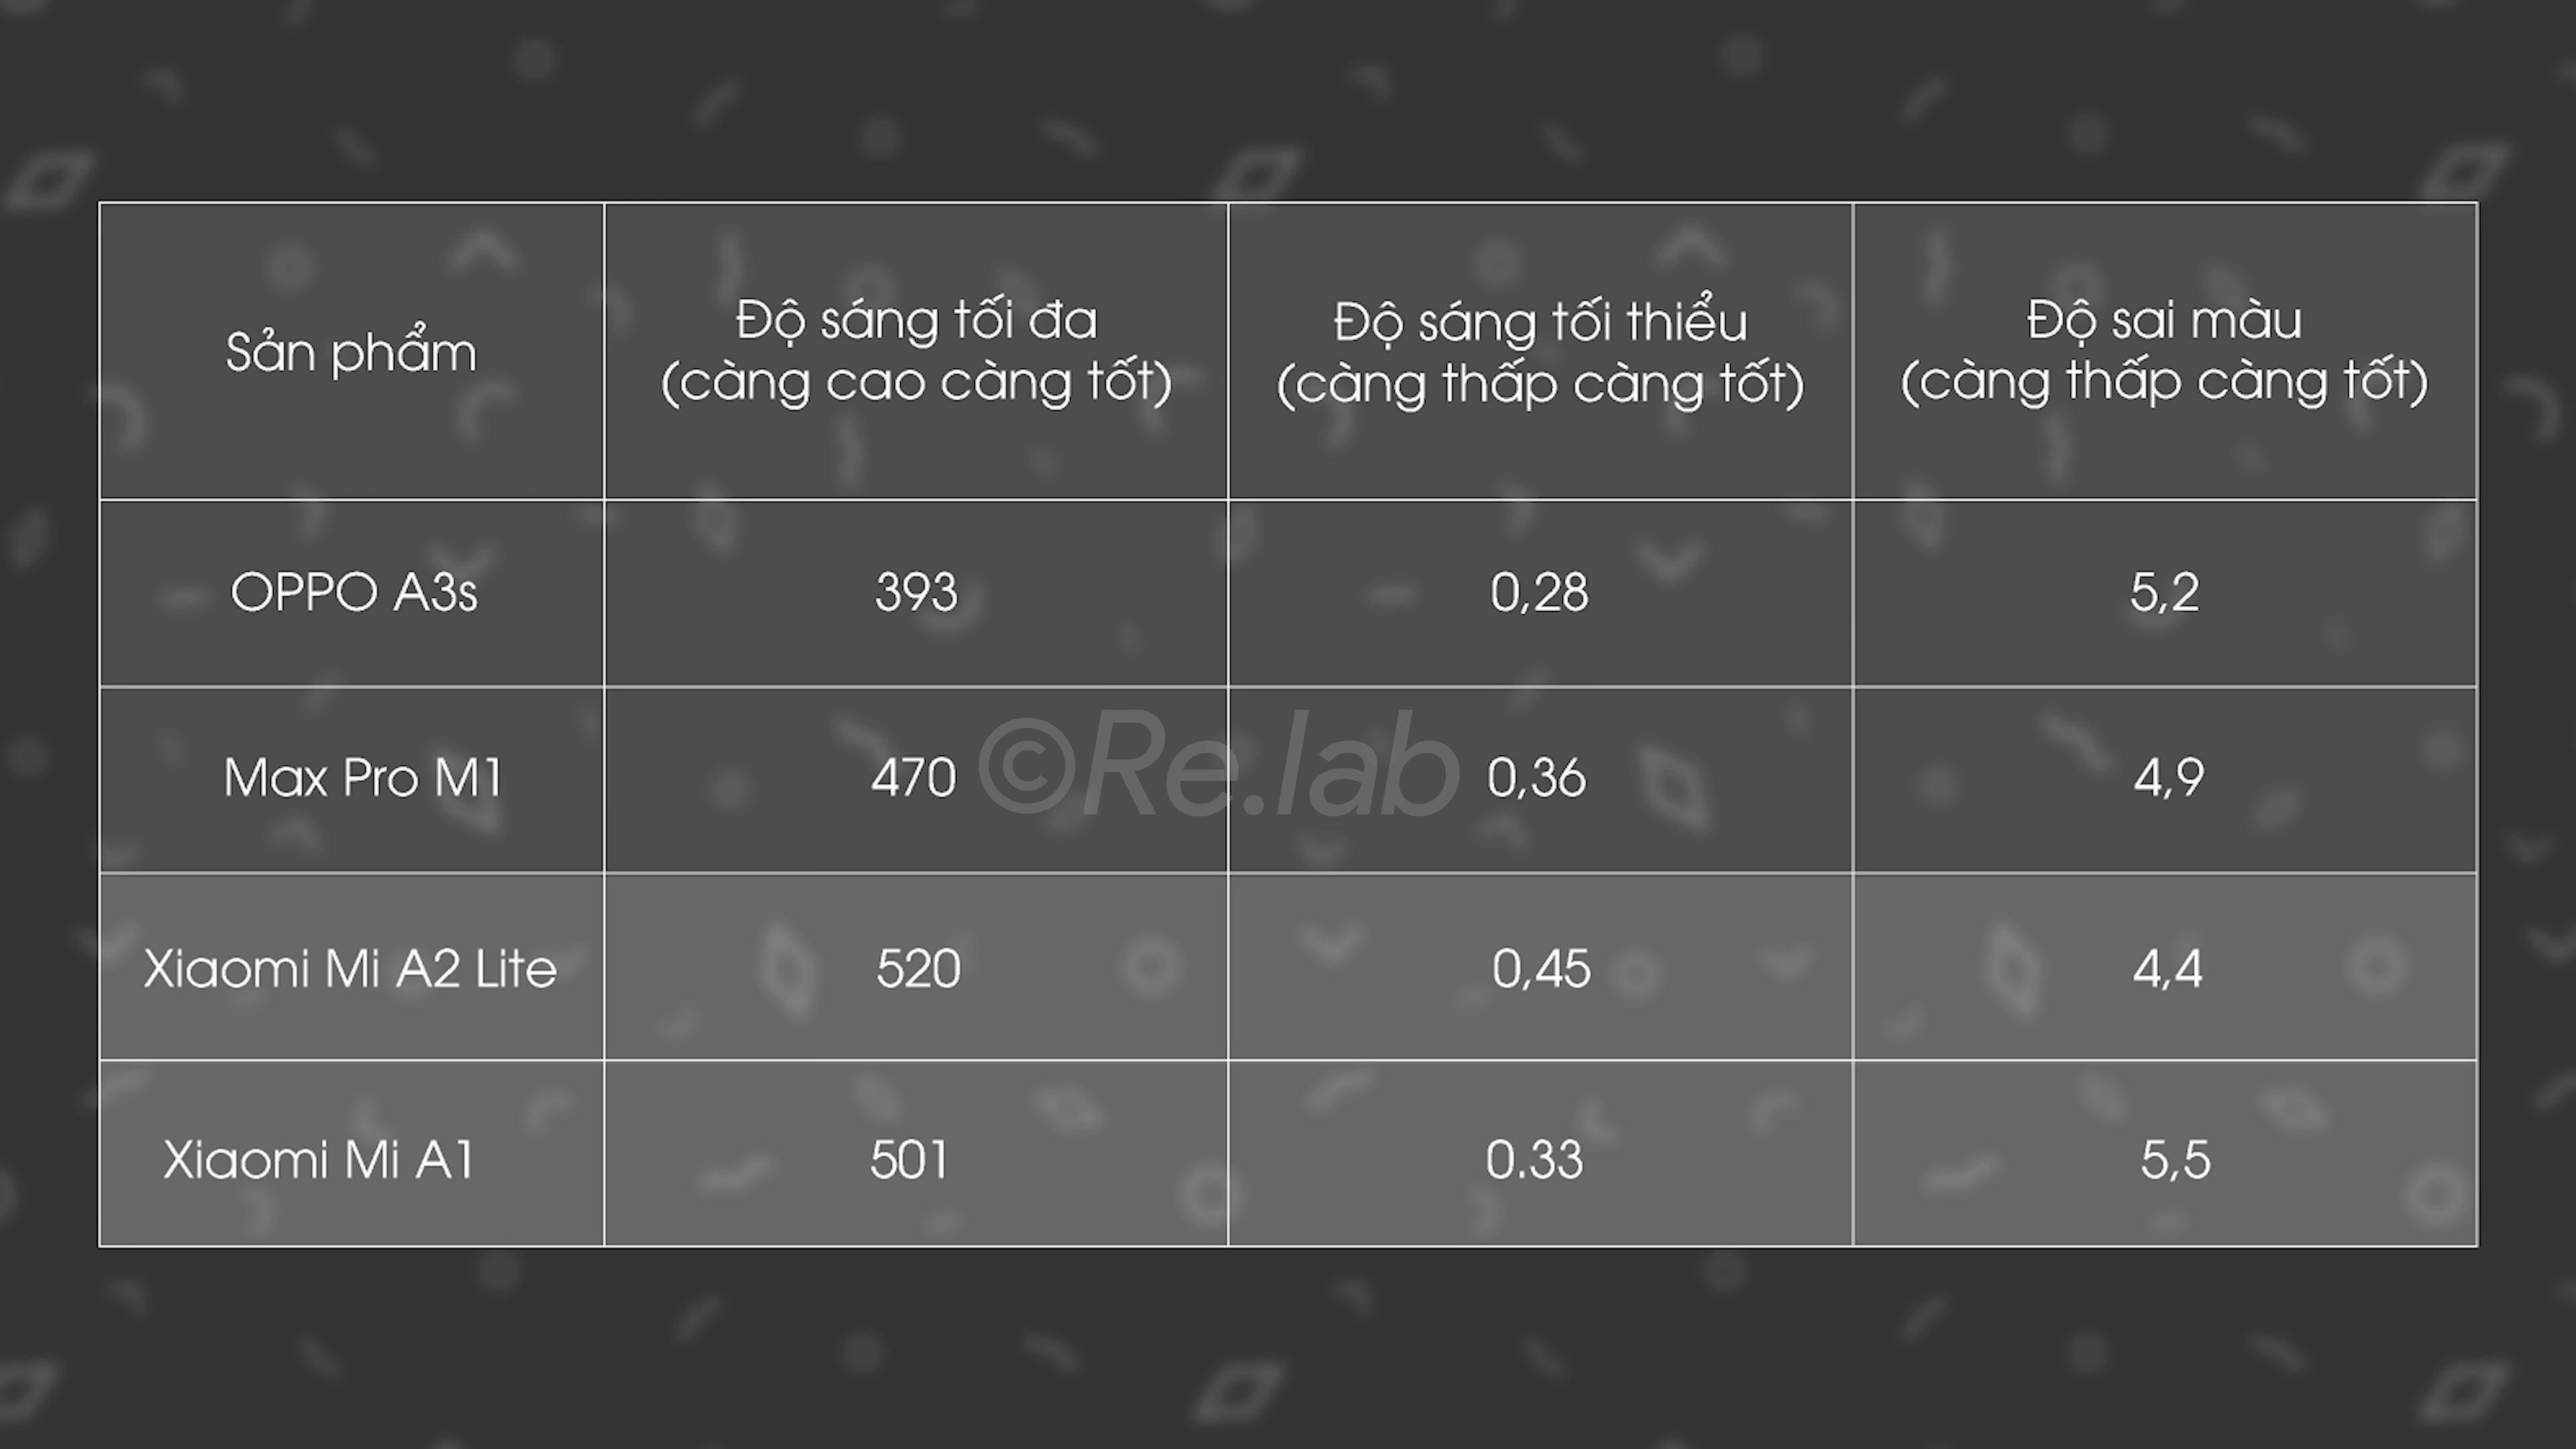 Sản phẩm
Độ sáng tối đa
(càng cao càng tốt)
Độ sáng tối thiểu
(càng thấp càng tốt)
Độ sai màu
(càng thấp càng tốt)
OPPO A3s
393
0,28
5,2
Max Pro M1
470
0,36
4,9
©Re.lab
Xiaomi Mi A2 Lite
520
0,45
4,4
Xiaomi Mi A1
501
0.33
5,5